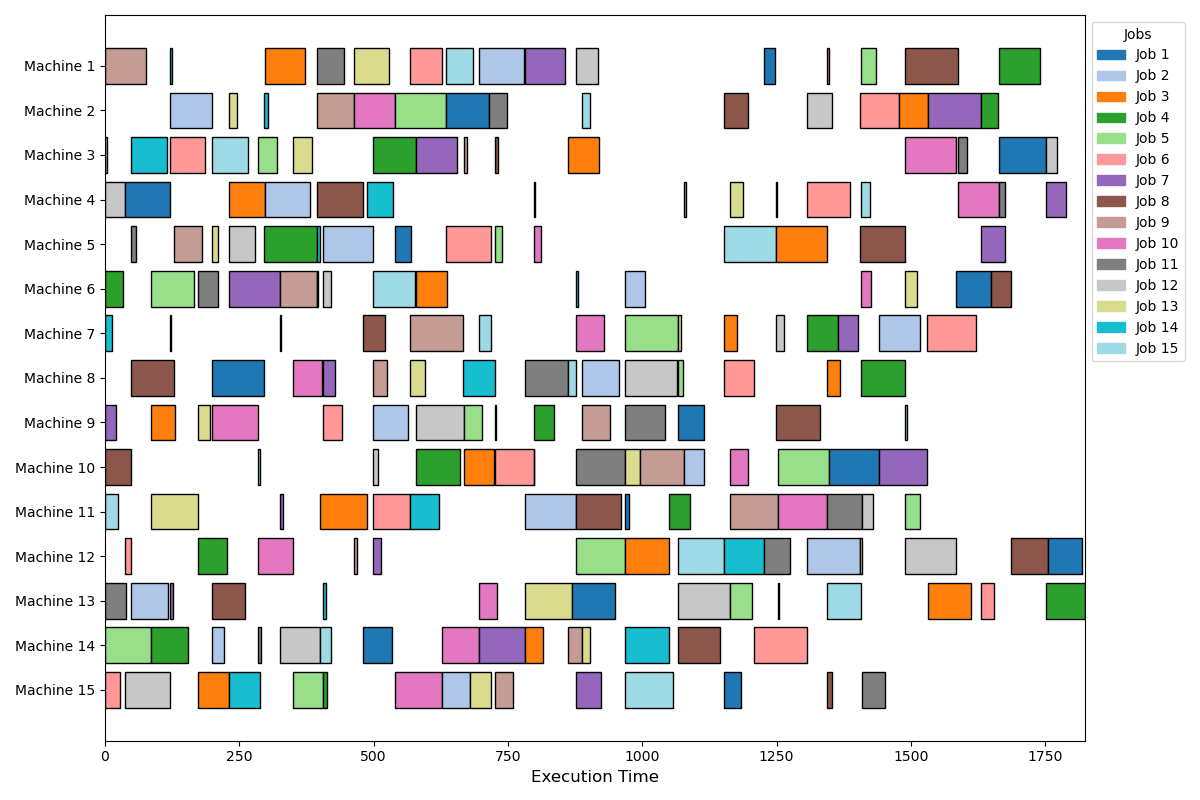 Machine 1
Machine 2
Machine 3
Machine 4
Machine 5
Machine 6
Machine 7
Machine 8
Machine 9
Machine 10
Machine 11
Machine 12
Machine 13
Machine 14
Machine 15
0 250 500 750 1000 1250 1500 1750
Execution Time
Jobs
Job 1
Job 2
Job 3
Job 4
Job 5
Job 6
Job 7
Job 8
Job 9
Job 10
Job 11
Job 12
Job 13
Job 14
Job 15